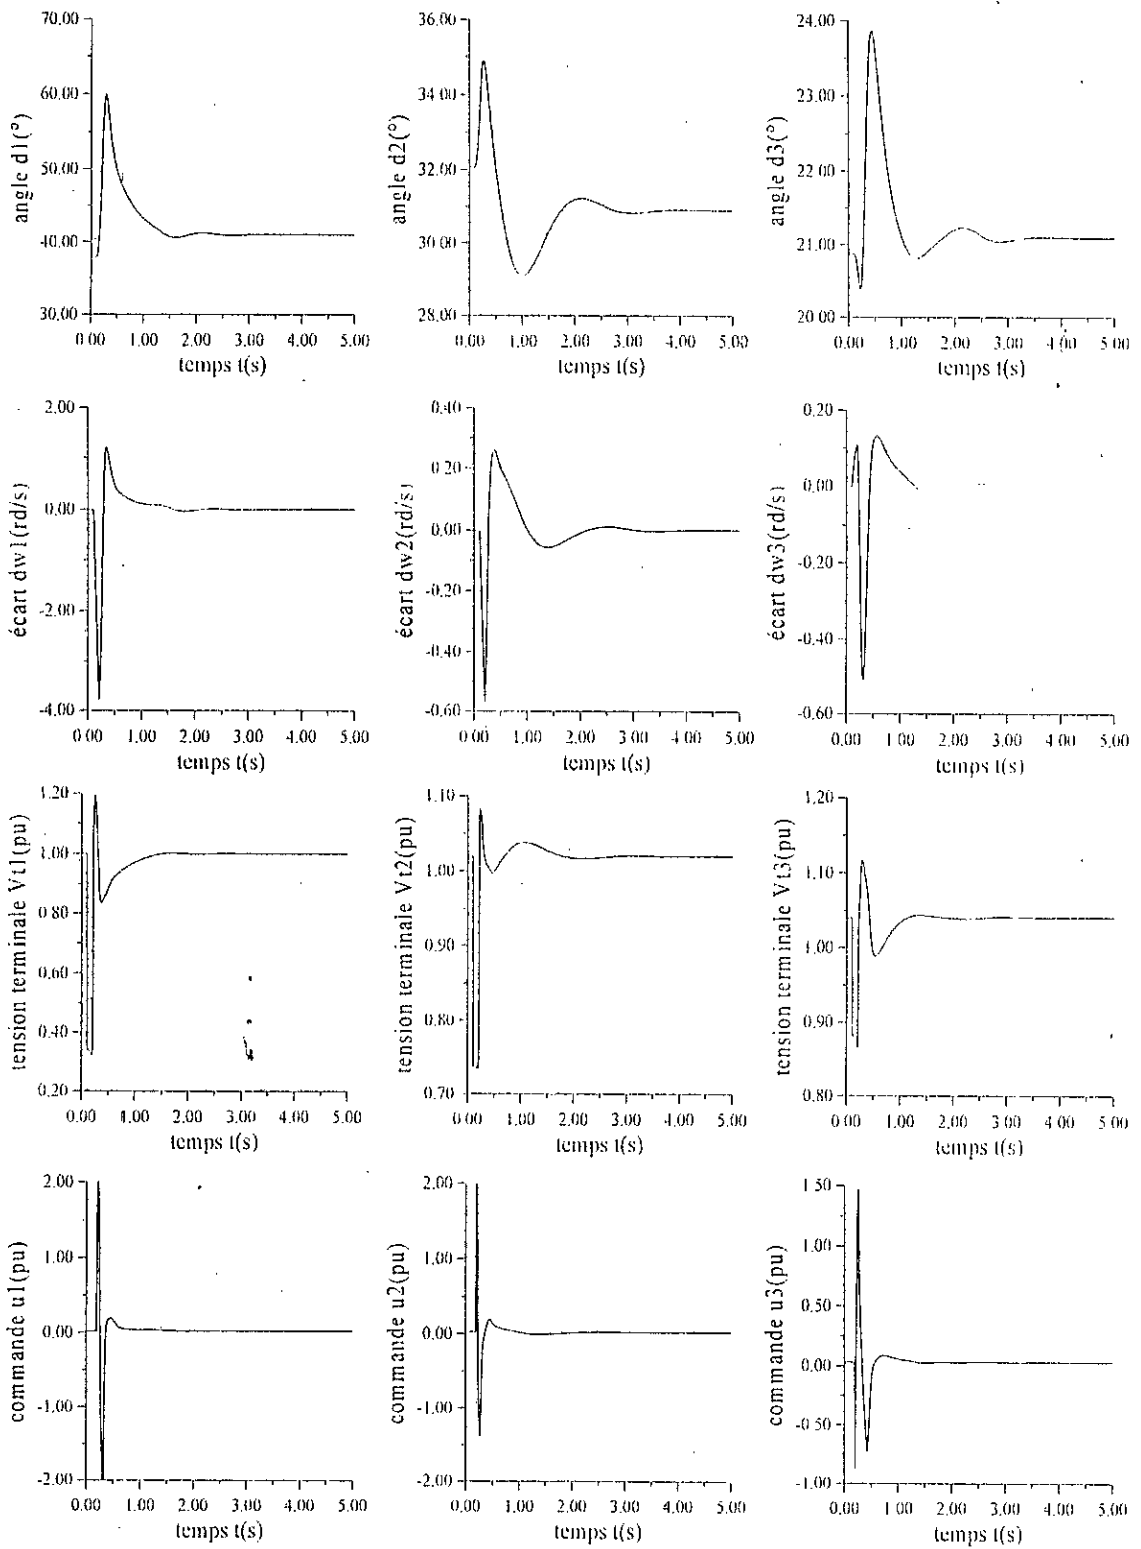 70.00
60.00
50.00
40.00
30.00
angle d1(°)
0.00 1.00 2.00 3.00 4.00 5.00
temps t(s)
36.00
34.00
32.00
30.00
28.00
angle d2(°)
0.00 1.00 2.00 3.00 4.00 5.00
temps t(s)
24.00
23.00
22.00
21.00
20.00
angle d3(°)
0.00 1.00 2.00 3.00 4.00 5.00
temps t(s)
2.00
0.00
-2.00
-4.00
écart dw1(rd/s)
0.00 1.00 2.00 3.00 4.00 5.00
temps t(s)
0.40
0.20
0.00
-0.20
-0.40
-0.60
écart dw2(rd/s)
0.00 1.00 2.00 3.00 4.00 5.00
temps t(s)
0.20
0.00
-0.20
-0.40
-0.60
écart dw3(rd/s)
0.00 1.00 2.00 3.00 4.00 5.00
temps t(s)
1.20
1.00
0.80
0.60
0.40
0.20
tension terminale Vt1(pu)
0.00 1.00 2.00 3.00 4.00 5.00
temps t(s)
1.10
1.00
0.90
0.80
0.70
tension terminale Vt2(pu)
0.00 1.00 2.00 3.00 4.00 5.00
temps t(s)
1.20
1.10
1.00
0.90
0.80
tension terminale Vt3(pu)
0.00 1.00 2.00 3.00 4.00 5.00
temps t(s)
2.00
1.00
0.00
-1.00
-2.00
commande u1(pu)
0.00 1.00 2.00 3.00 4.00 5.00
temps t(s)
2.00
1.00
0.00
-1.00
-2.00
commande u2(pu)
0.00 1.00 2.00 3.00 4.00 5.00
temps t(s)
1.50
1.00
0.50
0.00
-0.50
-1.00
commande u3(pu)
0.00 1.00 2.00 3.00 4.00 5.00
temps t(s)